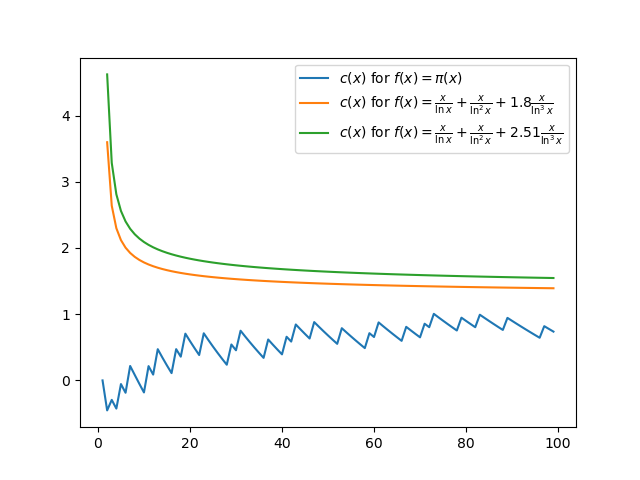 c(x) for f(x) = π(x)
c(x) for f(x) = x/ln x + x/ln² x + 1.8 x/ln³ x
c(x) for f(x) = x/ln x + x/ln² x + 2.51 x/ln³ x
4
3
2
1
0
0 20 40 60 80 100